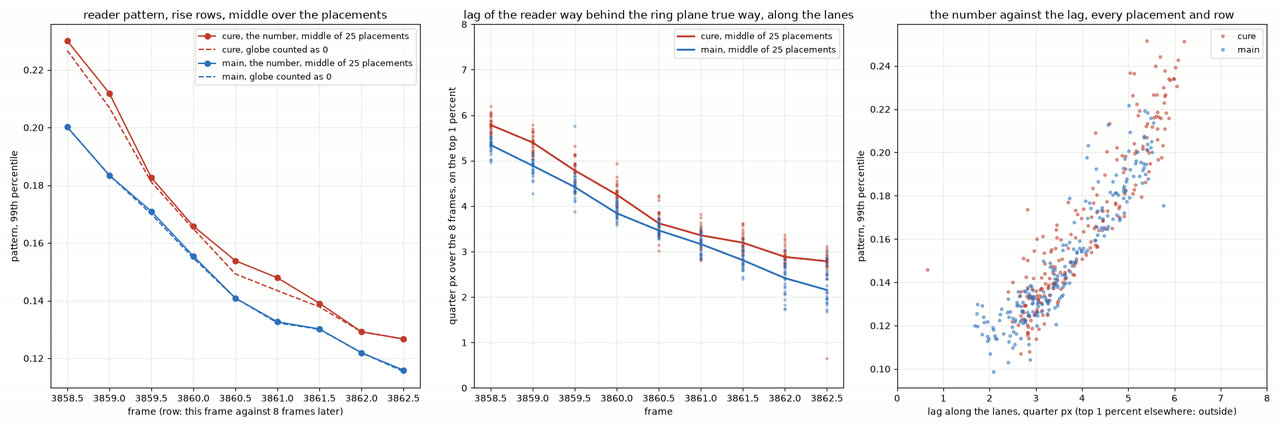 reader pattern, rise rows, middle over the placements
cure, the number, middle of 25 placements
cure, globe counted as 0
main, the number, middle of 25 placements
main, globe counted as 0
pattern, 99th percentile
0.22
0.20
0.18
0.16
0.14
0.12
3858.5 3859.0 3859.5 3860.0 3860.5 3861.0 3861.5 3862.0 3862.5
frame (row: this frame against 8 frames later)
lag of the reader way behind the ring plane true way, along the lanes
cure, middle of 25 placements
main, middle of 25 placements
quarter px over the 8 frames, on the top 1 percent
8
7
6
5
4
3
2
1
0
3858.5 3859.0 3859.5 3860.0 3860.5 3861.0 3861.5 3862.0 3862.5
frame
the number against the lag, every placement and row
cure
main
pattern, 99th percentile
0.24
0.22
0.20
0.18
0.16
0.14
0.12
0.10
0 1 2 3 4 5 6 7 8
lag along the lanes, quarter px (top 1 percent elsewhere: outside)